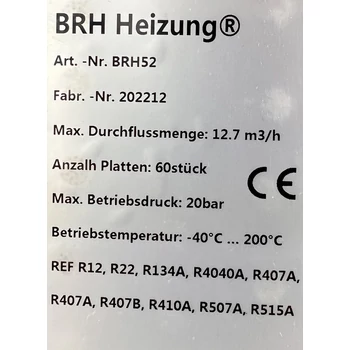 BRH Heizung®
Art. -Nr. BRH52
Fabr. -Nr. 202212
Max. Durchflussmenge: 12.7 m3/h
Anzalh Platten: 60stück
CE
Max. Betriebsdruck: 20bar
Betriebstemperatur: -40°C ... 200°C
REF R12, R22, R134A, R4040A, R407A,
R407A, R407B, R410A, R507A, R515A